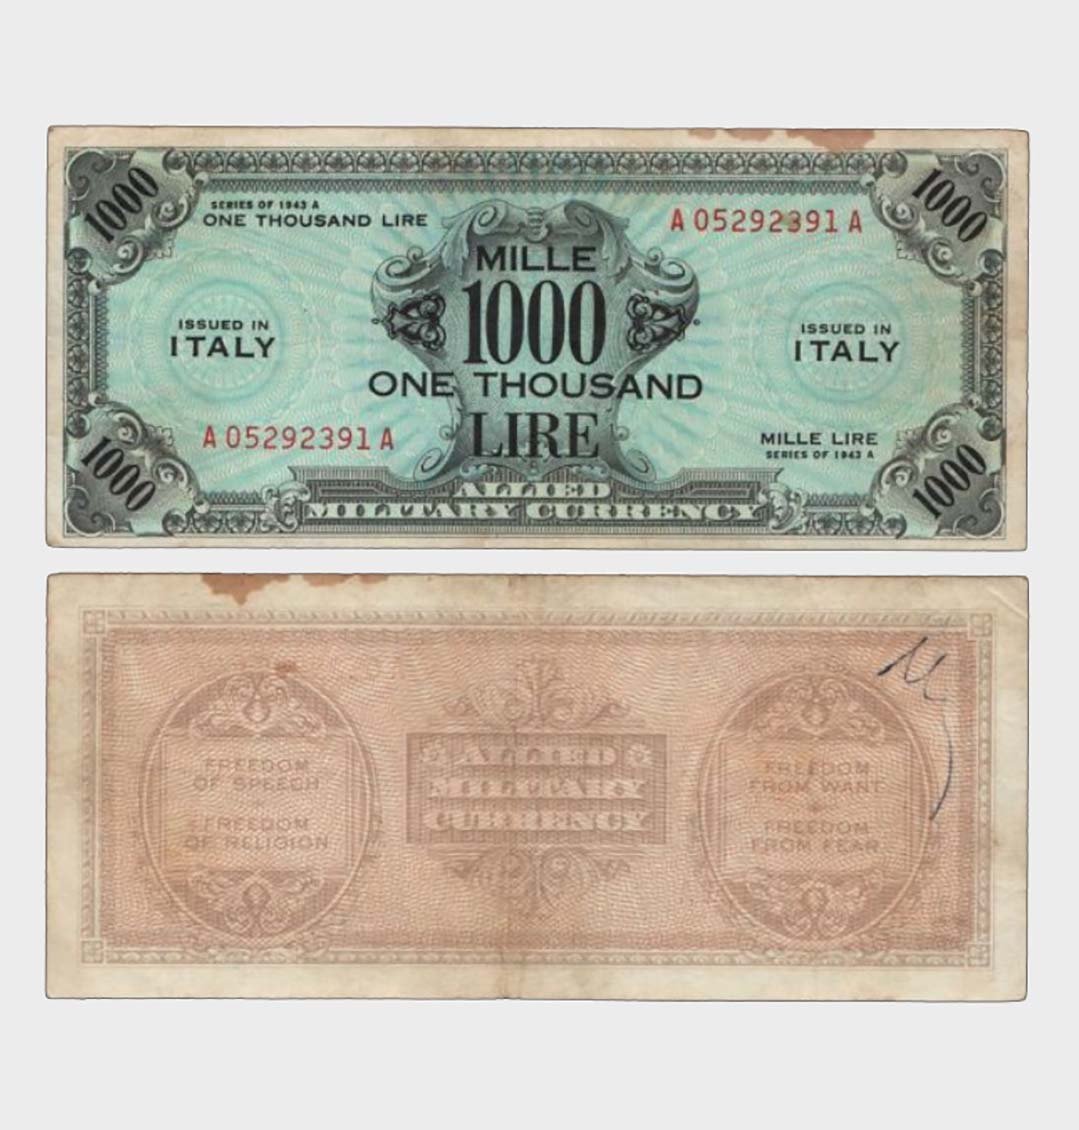 1000
1000
SERIES OF 1943 A
ONE THOUSAND LIRE
A 05292391 A
MILLE
1000
ONE THOUSAND
LIRE
ISSUED IN
ITALY
ISSUED IN
ITALY
A 05292391 A
MILLE LIRE
SERIES OF 1943 A
1000
1000
ALLIED
MILITARY CURRENCY
FREEDOM
OF SPEECH
FREEDOM
OF RELIGION
ALLIED
MILITARY
CURRENCY
FREEDOM
FROM WANT
FREEDOM
FROM FEAR